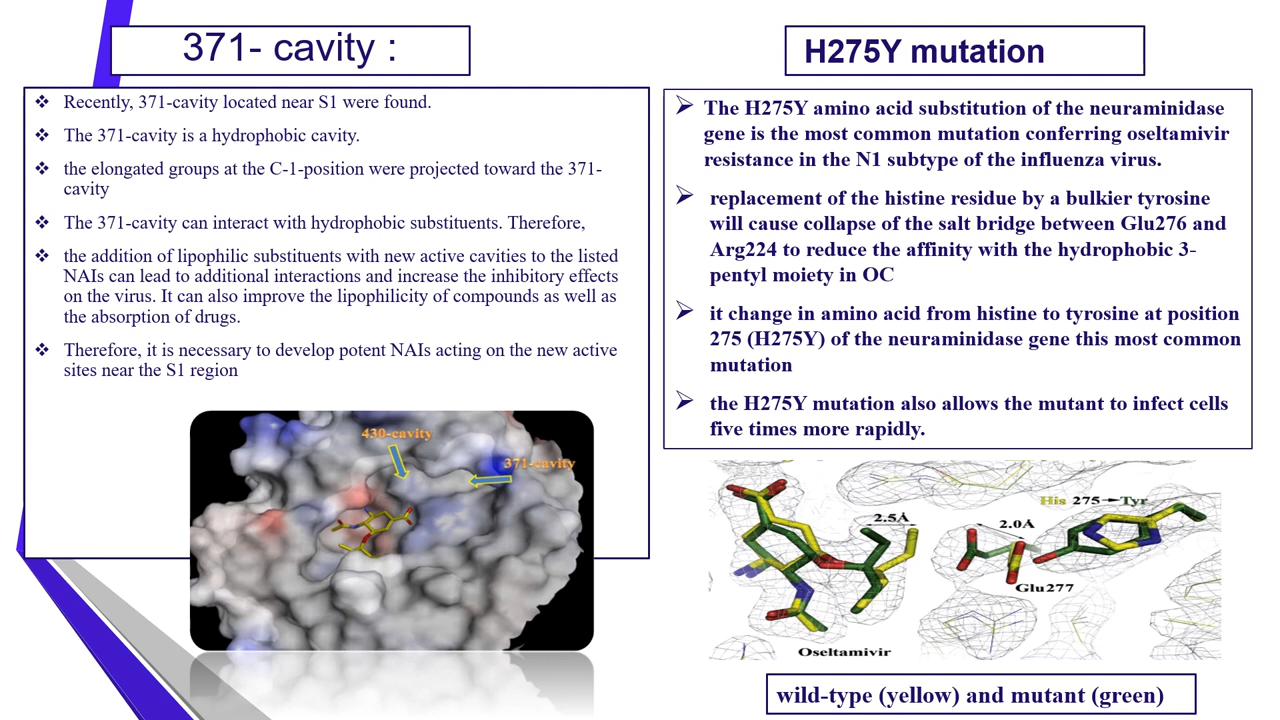 371- cavity :
❖ Recently, 371-cavity located near S1 were found.
❖ The 371-cavity is a hydrophobic cavity.
❖ the elongated groups at the C-1-position were projected toward the 371-
cavity
❖ The 371-cavity can interact with hydrophobic substituents. Therefore,
❖ the addition of lipophilic substituents with new active cavities to the listed
NAIs can lead to additional interactions and increase the inhibitory effects
on the virus. It can also improve the lipophilicity of compounds as well as
the absorption of drugs.
❖ Therefore, it is necessary to develop potent NAIs acting on the new active
sites near the S1 region
430-cavity
371-cavity
H275Y mutation
➢ The H275Y amino acid substitution of the neuraminidase
gene is the most common mutation conferring oseltamivir
resistance in the N1 subtype of the influenza virus.
➢ replacement of the histine residue by a bulkier tyrosine
will cause collapse of the salt bridge between Glu276 and
Arg224 to reduce the affinity with the hydrophobic 3-
pentyl moiety in OC
➢ it change in amino acid from histine to tyrosine at position
275 (H275Y) of the neuraminidase gene this most common
mutation
➢ the H275Y mutation also allows the mutant to infect cells
five times more rapidly.
His 275→Tyr
2.5Å
2.0Å
Glu277
Oseltamivir
wild-type (yellow) and mutant (green)